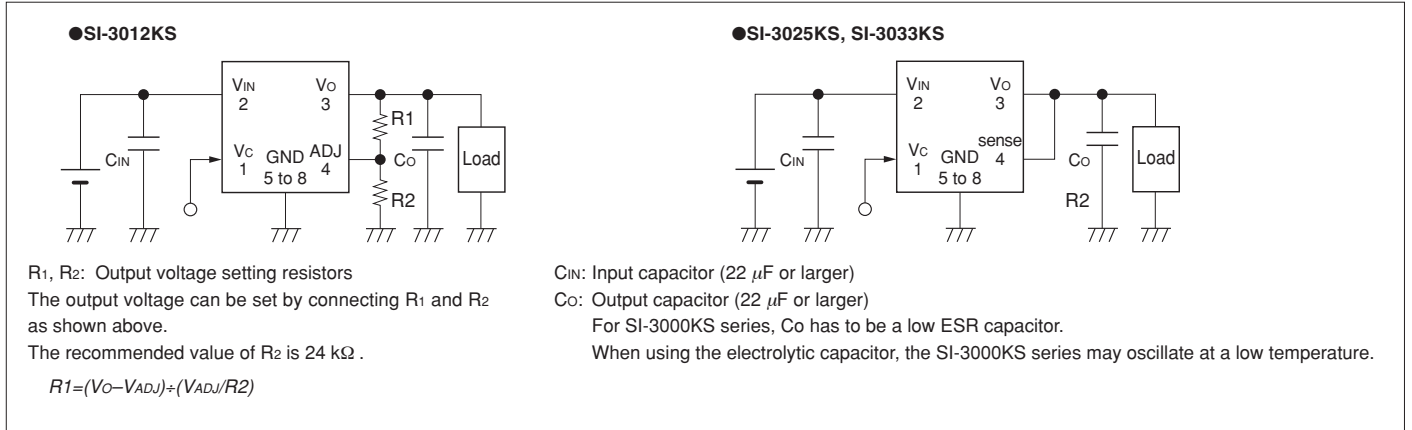 ●SI-3012KS
VIN
2
VO
3
R1
CIN
VC
1
GND
5 to 8
ADJ
4
CO
Load
R2
●SI-3025KS, SI-3033KS
VIN
2
VO
3
CIN
VC
1
GND
5 to 8
sense
4
CO
Load
R2
R1, R2: Output voltage setting resistors
The output voltage can be set by connecting R1 and R2
as shown above.
The recommended value of R2 is 24 kΩ .
R1=(VO–VADJ)÷(VADJ/R2)
CIN: Input capacitor (22 μF or larger)
CO: Output capacitor (22 μF or larger)
For SI-3000KS series, Co has to be a low ESR capacitor.
When using the electrolytic capacitor, the SI-3000KS series may oscillate at a low temperature.